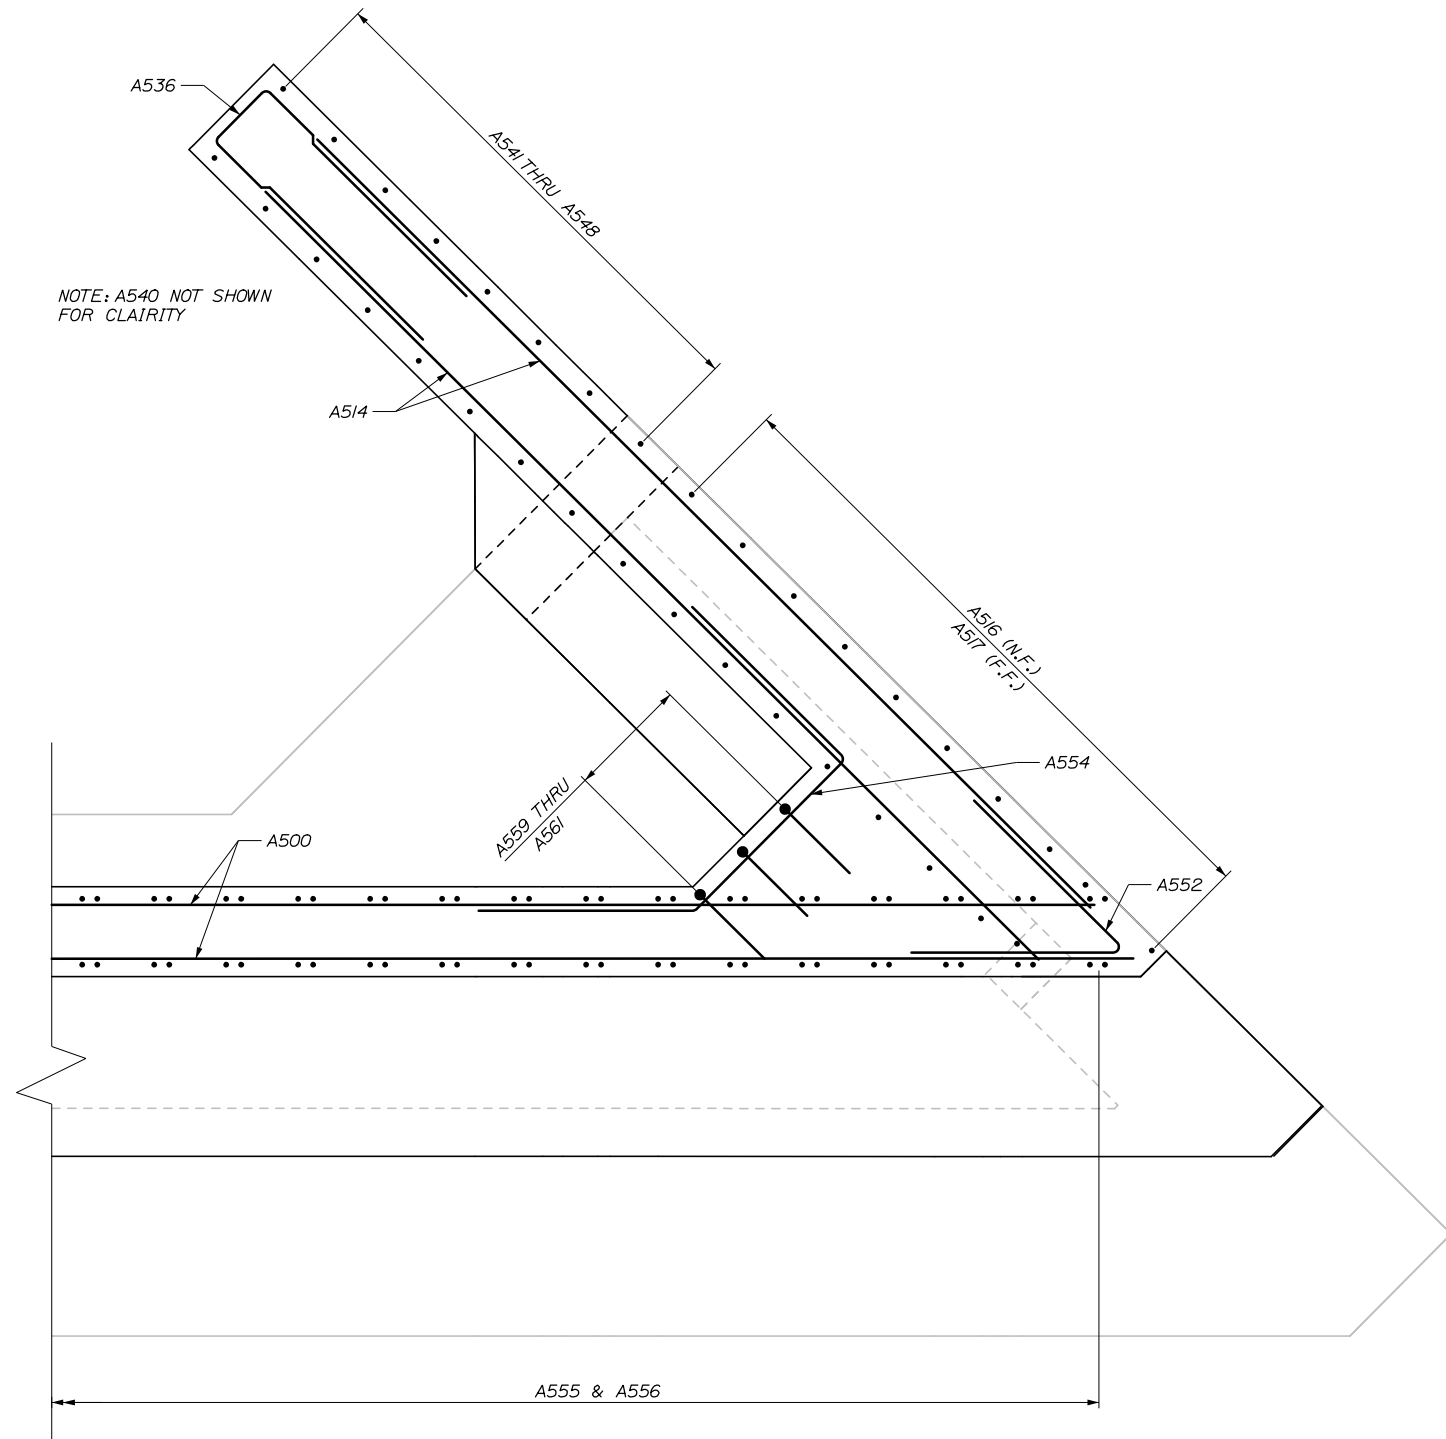 A536
A541 THRU A548
NOTE: A540 NOT SHOWN
FOR CLAIRITY
A514
A516 (N.F.)
A517 (F.F.)
A554
A559 THRU
A561
A500
A552
A555 & A556